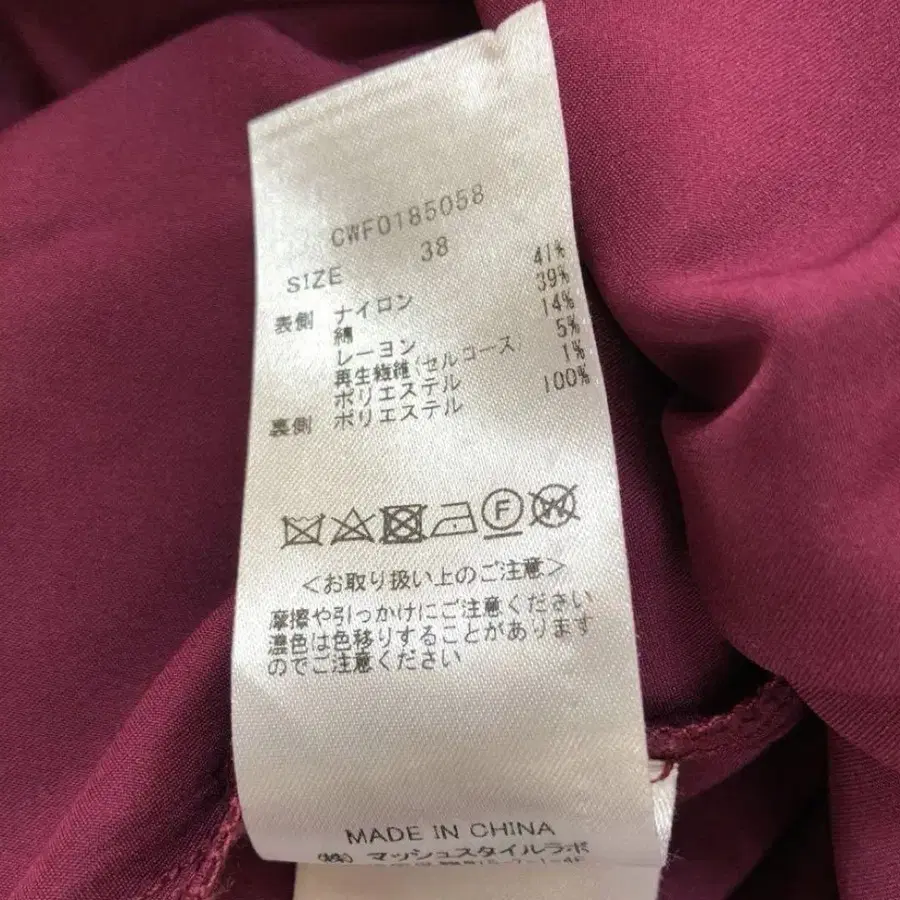 CWF0185058
SIZE 38
表側 ナイロン 41%
綿 39%
レーヨン 14%
再生繊維(セルロース) 5%
ポリエステル 1%
裏側 ポリエステル 100%
F
W
<お取り扱い上のご注意>
摩擦や引っかけにご注意ください
濃色は色移りすることがあります
のでご注意ください
MADE IN CHINA
(株)マッシュスタイルラボ